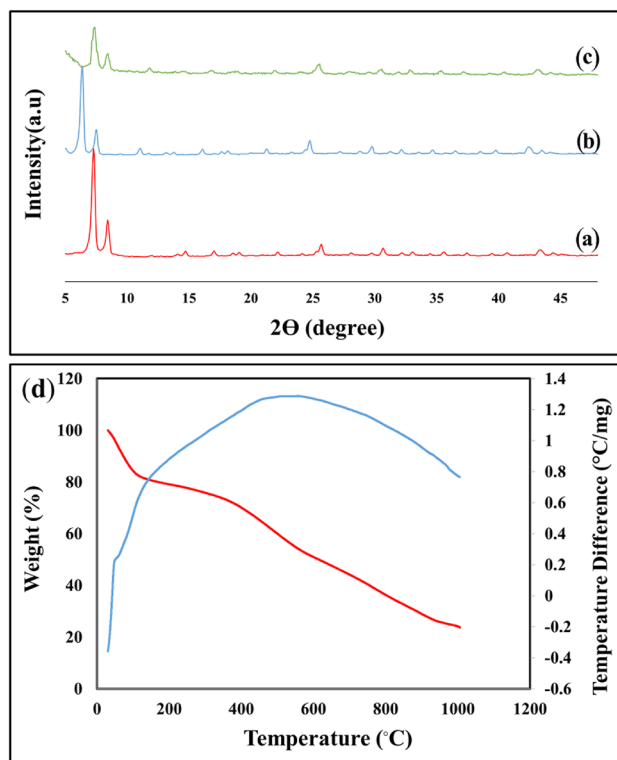 (c)
(b)
(a)
Intensity(a.u)
5 10 15 20 25 30 35 40 45
2Ɵ (degree)
(d)
120
100
80
60
40
20
0
Weight (%)
1.4
1.2
1
0.8
0.6
0.4
0.2
0
-0.2
-0.4
-0.6
Temperature Difference (°C/mg)
0 200 400 600 800 1000 1200
Temperature (°C)